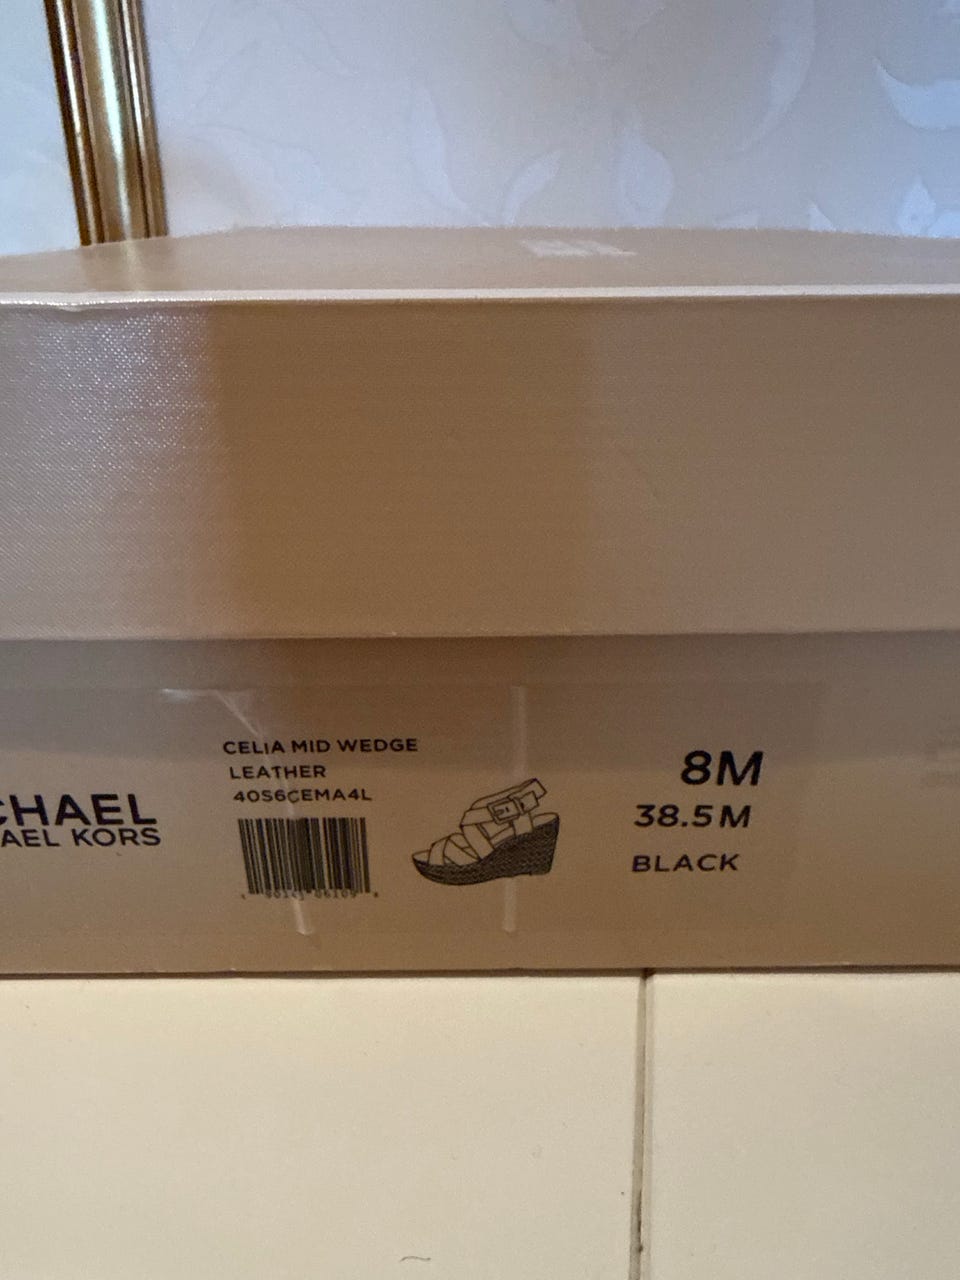 CHAEL
AEL KORS
CELIA MID WEDGE
LEATHER
40S6CEMA4L
8M
38.5M
BLACK